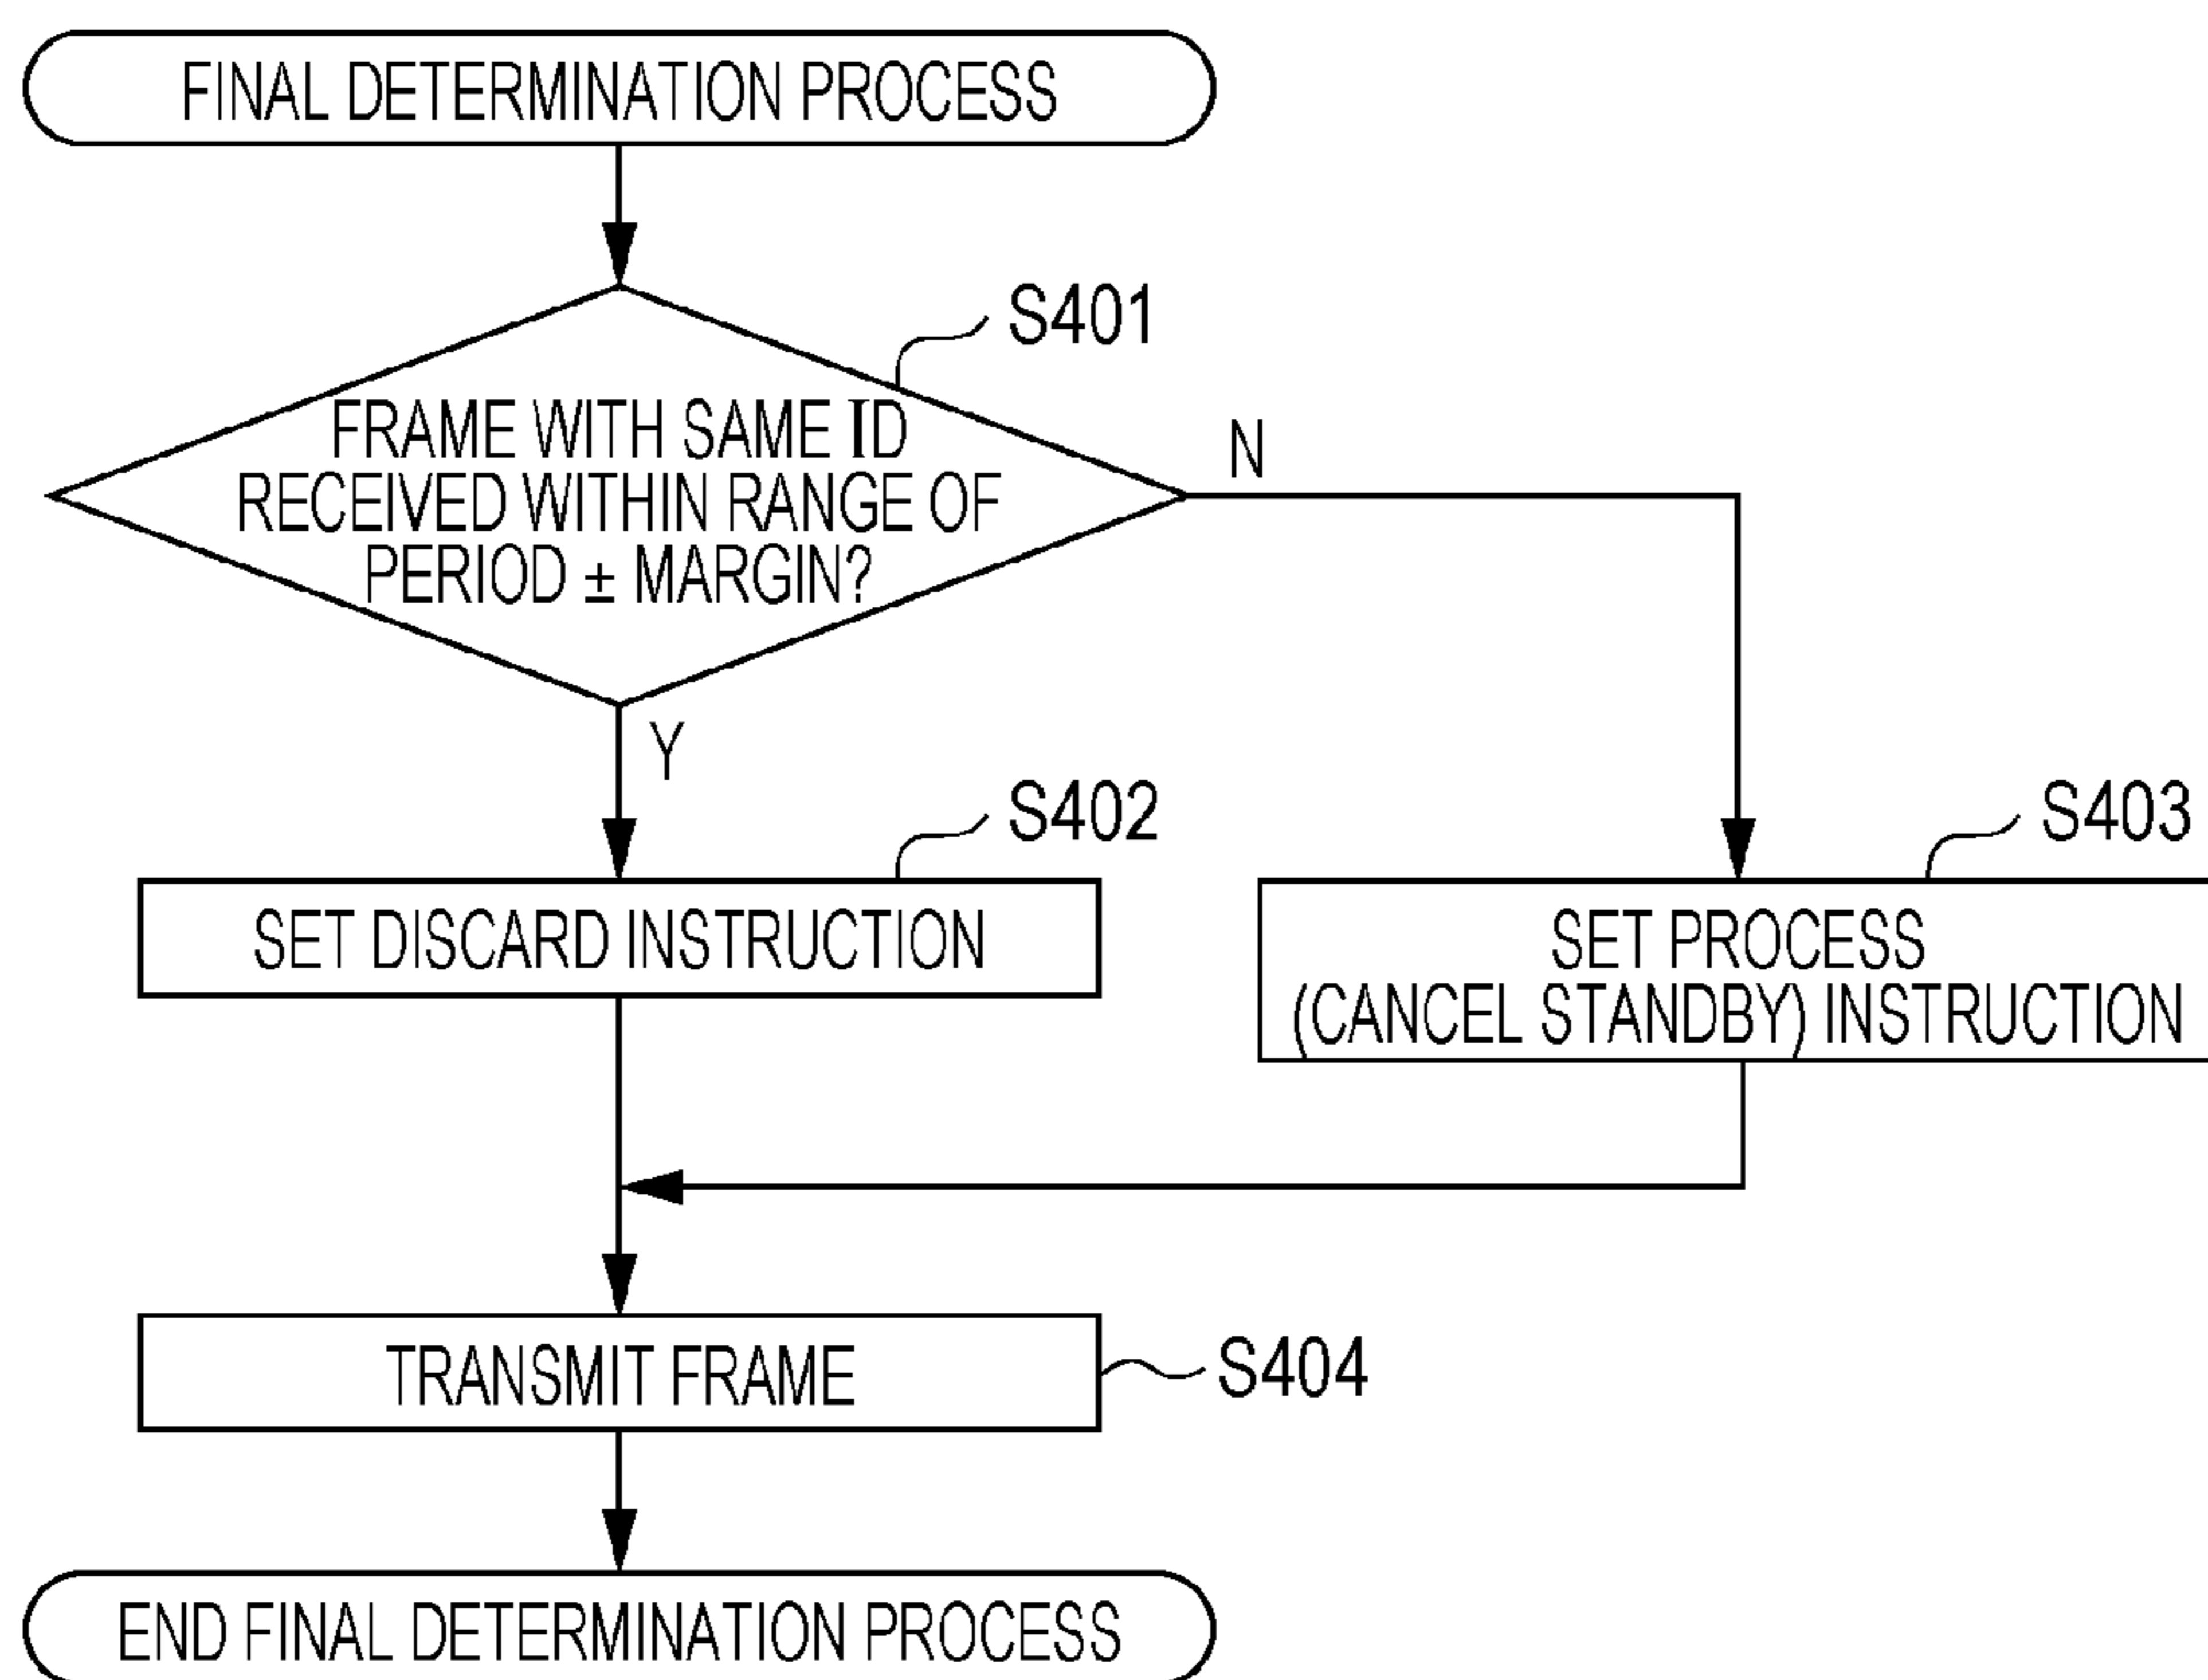 FINAL DETERMINATION PROCESS
S401
FRAME WITH SAME ID
RECEIVED WITHIN RANGE OF
PERIOD ± MARGIN?
N
Y
S402
SET DISCARD INSTRUCTION
S403
SET PROCESS
(CANCEL STANDBY) INSTRUCTION
TRANSMIT FRAME
S404
END FINAL DETERMINATION PROCESS